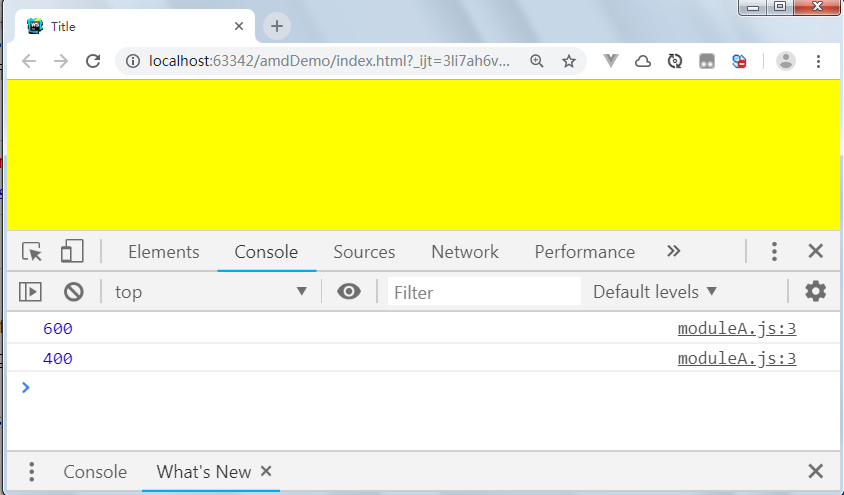 Title
localhost:63342/amdDemo/index.html?_ijt=3li7ah6v...
Elements Console Sources Network Performance
top Filter Default levels
600 moduleA.js:3
400 moduleA.js:3
Console What's New